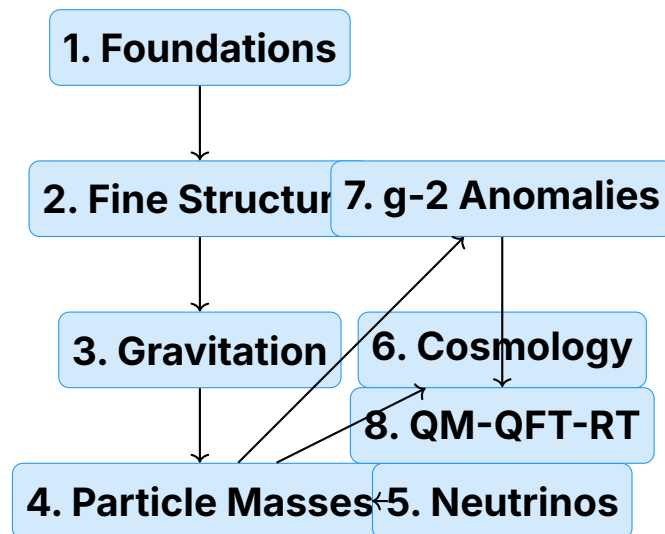 1. Foundations
2. Fine Structur
7. g-2 Anomalies
3. Gravitation
6. Cosmology
8. QM-QFT-RT
4. Particle Masses
5. Neutrinos